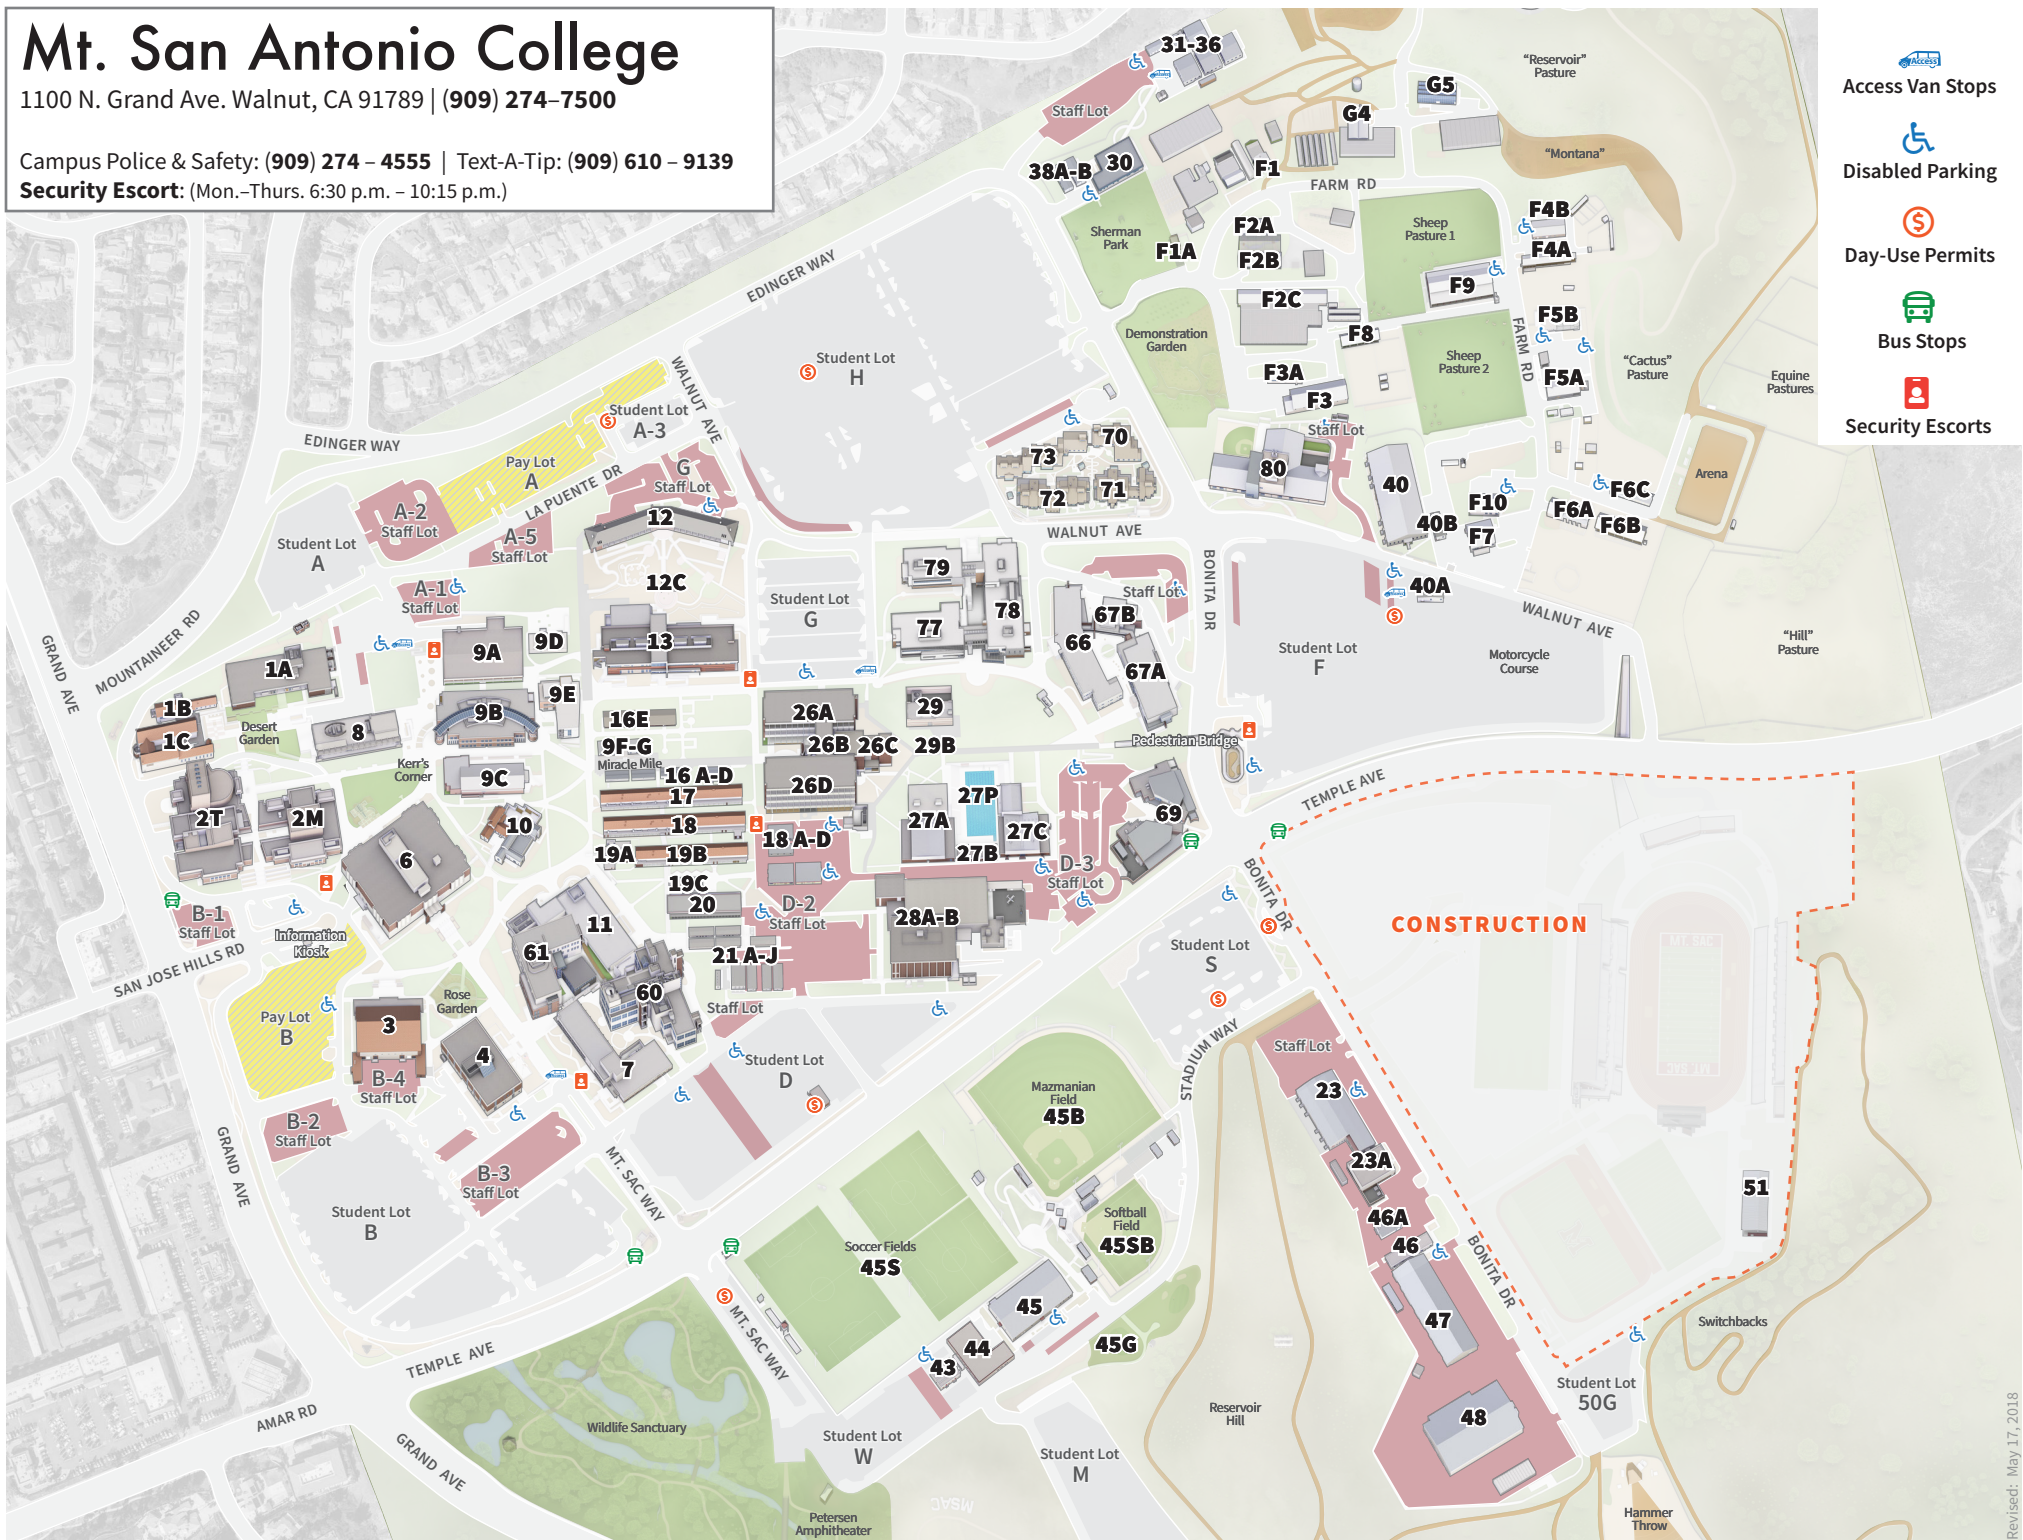 Mt. San Antonio College
1100 N. Grand Ave. Walnut, CA 91789 | (909) 274–7500
Campus Police & Safety: (909) 274 – 4555 | Text-A-Tip: (909) 610 – 9139
Security Escort: (Mon.–Thurs. 6:30 p.m. – 10:15 p.m.)
Access
Access Van Stops
Disabled Parking
Day-Use Permits
Bus Stops
Security Escorts
31-36
Staff Lot
"Reservoir"
Pasture
G5
G4
"Montana"
38A-B
30
F1
FARM RD
Sherman
Park
F1A
F2A
F2B
Sheep
Pasture 1
F4B
F4A
F9
F2C
F8
F5B
FARM RD
EDINGER WAY
Demonstration
Garden
Sheep
Pasture 2
F3A
F3
F5A
"Cactus"
Pasture
Equine
Pastures
Student Lot
H
WALNUT AVE
Student Lot
A-3
EDINGER WAY
Pay Lot
A
LA PUENTE DR
G
Staff Lot
Staff Lot
70
73
72
71
80
40
40B
F10
F7
F6C
F6A
F6B
Arena
A-2
Staff Lot
A-5
Staff Lot
12
12C
Student Lot
A
A-1
Staff Lot
WALNUT AVE
79
78
77
Student Lot
G
Staff Lot
67B
66
67A
BONITA DR
40A
WALNUT AVE
Student Lot
F
Motorcycle
Course
"Hill"
Pasture
GRAND AVE
MOUNTAINEER RD
1A
1B
1C
Desert
Garden
8
9A
9D
9E
9B
13
Kerr's
Corner
9C
16E
9F-G
Miracle Mile
16 A-D
17
18
19A
19B
19C
20
26A
26B
26C
26D
29
29B
Pedestrian Bridge
TEMPLE AVE
2T
2M
6
10
18 A-D
27P
27A
27C
27B
69
D-3
Staff Lot
D-2
Staff Lot
28A-B
B-1
Staff Lot
SAN JOSE HILLS RD
Information
Kiosk
11
61
60
21 A-J
Staff Lot
BONITA DR
CONSTRUCTION
MT. SAC
MT. SAC
Student Lot
S
Pay Lot
B
3
Rose
Garden
4
7
B-4
Staff Lot
Student Lot
D
STADIUM WAY
Staff Lot
23
23A
Mazmanian
Field
45B
B-2
Staff Lot
B-3
Staff Lot
GRAND AVE
MT. SAC WAY
Student Lot
B
Soccer Fields
45S
Softball
Field
45SB
46A
46
47
BONITA DR
51
45
44
43
45G
MT. SAC WAY
Switchbacks
TEMPLE AVE
AMAR RD
GRAND AVE
Wildlife Sanctuary
Student Lot
W
Student Lot
M
Reservoir
Hill
48
Student Lot
50G
Petersen
Amphitheater
MSAC
Hammer
Throw
Revised: May 17, 2018